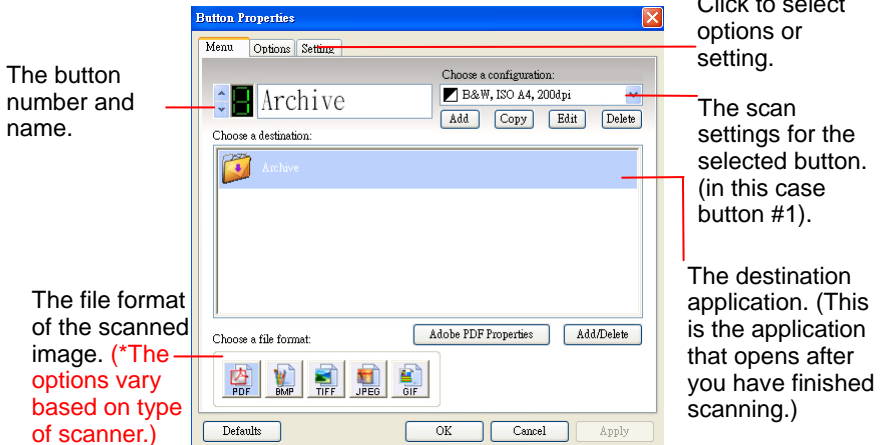 Click to select
options or
setting.
The button
number and
name.
The scan
settings for the
selected button.
(in this case
button #1).
The destination
application. (This
is the application
that opens after
you have finished
scanning.)
The file format
of the scanned
image. (*The
options vary
based on type
of scanner.)
Button Properties
Menu Options Setting
Archive
Choose a configuration:
B&W, ISO A4, 200dpi
Add Copy Edit Delete
Choose a destination:
Archive
Choose a file format:
Adobe PDF Properties Add/Delete
PDF BMP TIFF JPEG GIF
Defaults OK Cancel Apply